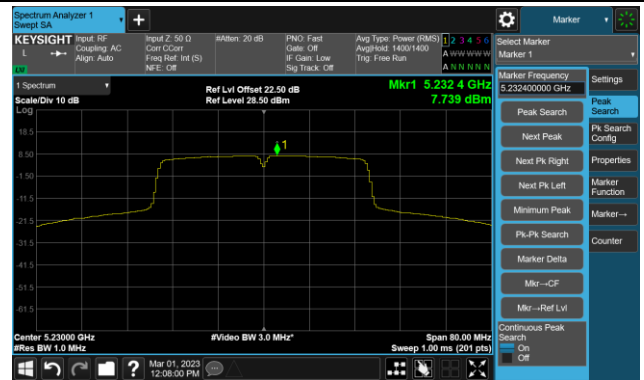 Spectrum Analyzer 1
Swept SA
Marker
KEYSIGHT
L
Input: RF
Coupling: AC
Align: Auto
Input Z: 50 Ω
Corr CCorr
Freq Ref: Int (S)
NFE: Off
#Atten: 20 dB
PNO: Fast
Gate: Off
IF Gain: Low
Sig Track: Off
Avg Type: Power (RMS)
Avg|Hold: 1400/1400
Trig: Free Run
1 2 3 4 5 6
A W W W W W
A N N N N N
Select Marker
Marker 1
1 Spectrum
Scale/Div 10 dB
Log
Ref Lvl Offset 22.50 dB
Ref Level 28.50 dBm
Mkr1 5.232 4 GHz
7.739 dBm
1
18.5
8.50
-1.50
-11.5
-21.5
-31.5
-41.5
-51.5
-61.5
Center 5.23000 GHz
#Res BW 1.0 MHz
#Video BW 3.0 MHz*
Span 80.00 MHz
Sweep 1.00 ms (201 pts)
Marker Frequency
5.232400000 GHz
Peak Search
Next Peak
Next Pk Right
Next Pk Left
Minimum Peak
Pk-Pk Search
Marker Delta
Mkr→CF
Mkr→Ref Lvl
Continuous Peak
Search
On
Off
Settings
Peak
Search
Pk Search
Config
Properties
Marker
Function
Marker→
Counter
?
Mar 01, 2023
12:08:00 PM